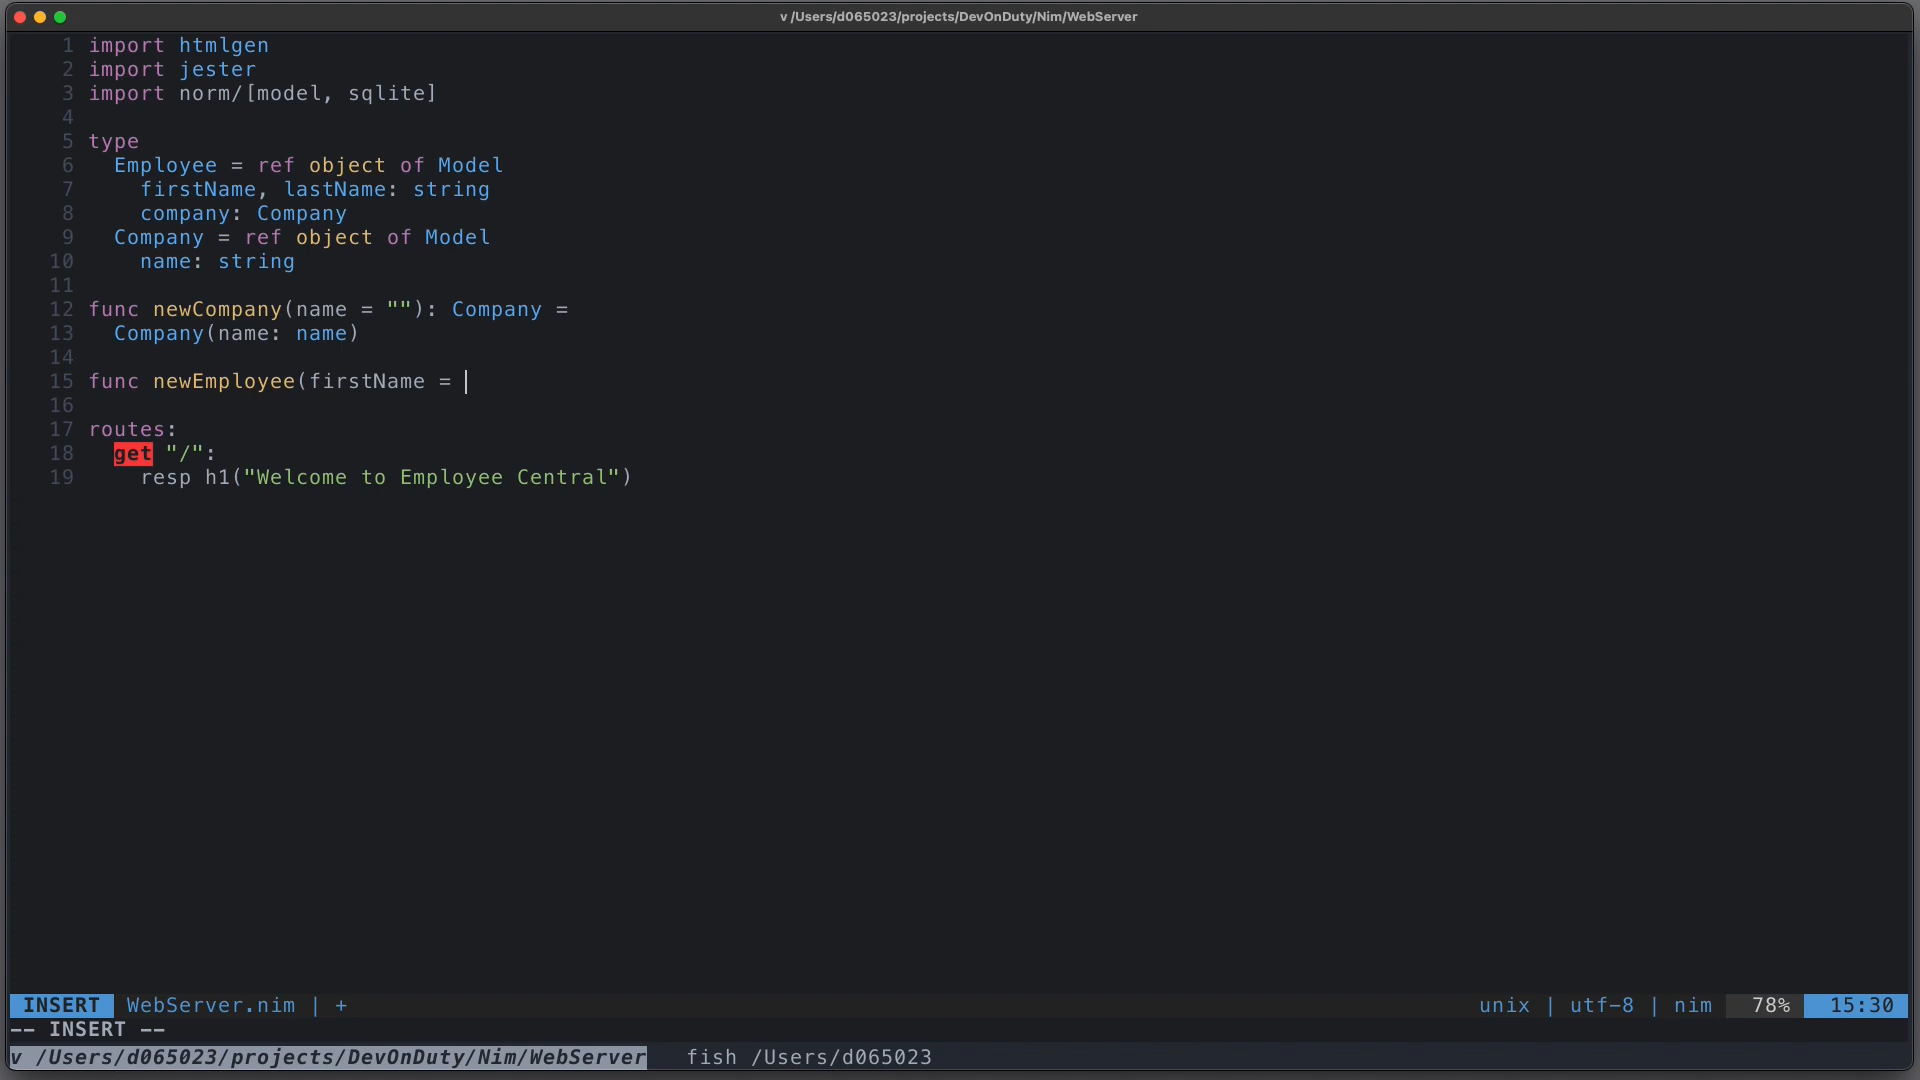 v /Users/d065023/projects/DevOnDuty/Nim/WebServer
1 import htmlgen
2 import jester
3 import norm/[model, sqlite]
4
5 type
6   Employee = ref object of Model
7     firstName, lastName: string
8     company: Company
9   Company = ref object of Model
10     name: string
11
12 func newCompany(name = ""): Company =
13   Company(name: name)
14
15 func newEmployee(firstName = 
16
17 routes:
18   get "/":
19     resp h1("Welcome to Employee Central")
INSERT WebServer.nim | + unix | utf-8 | nim 78% 15:30
-- INSERT --
v /Users/d065023/projects/DevOnDuty/Nim/WebServer fish /Users/d065023